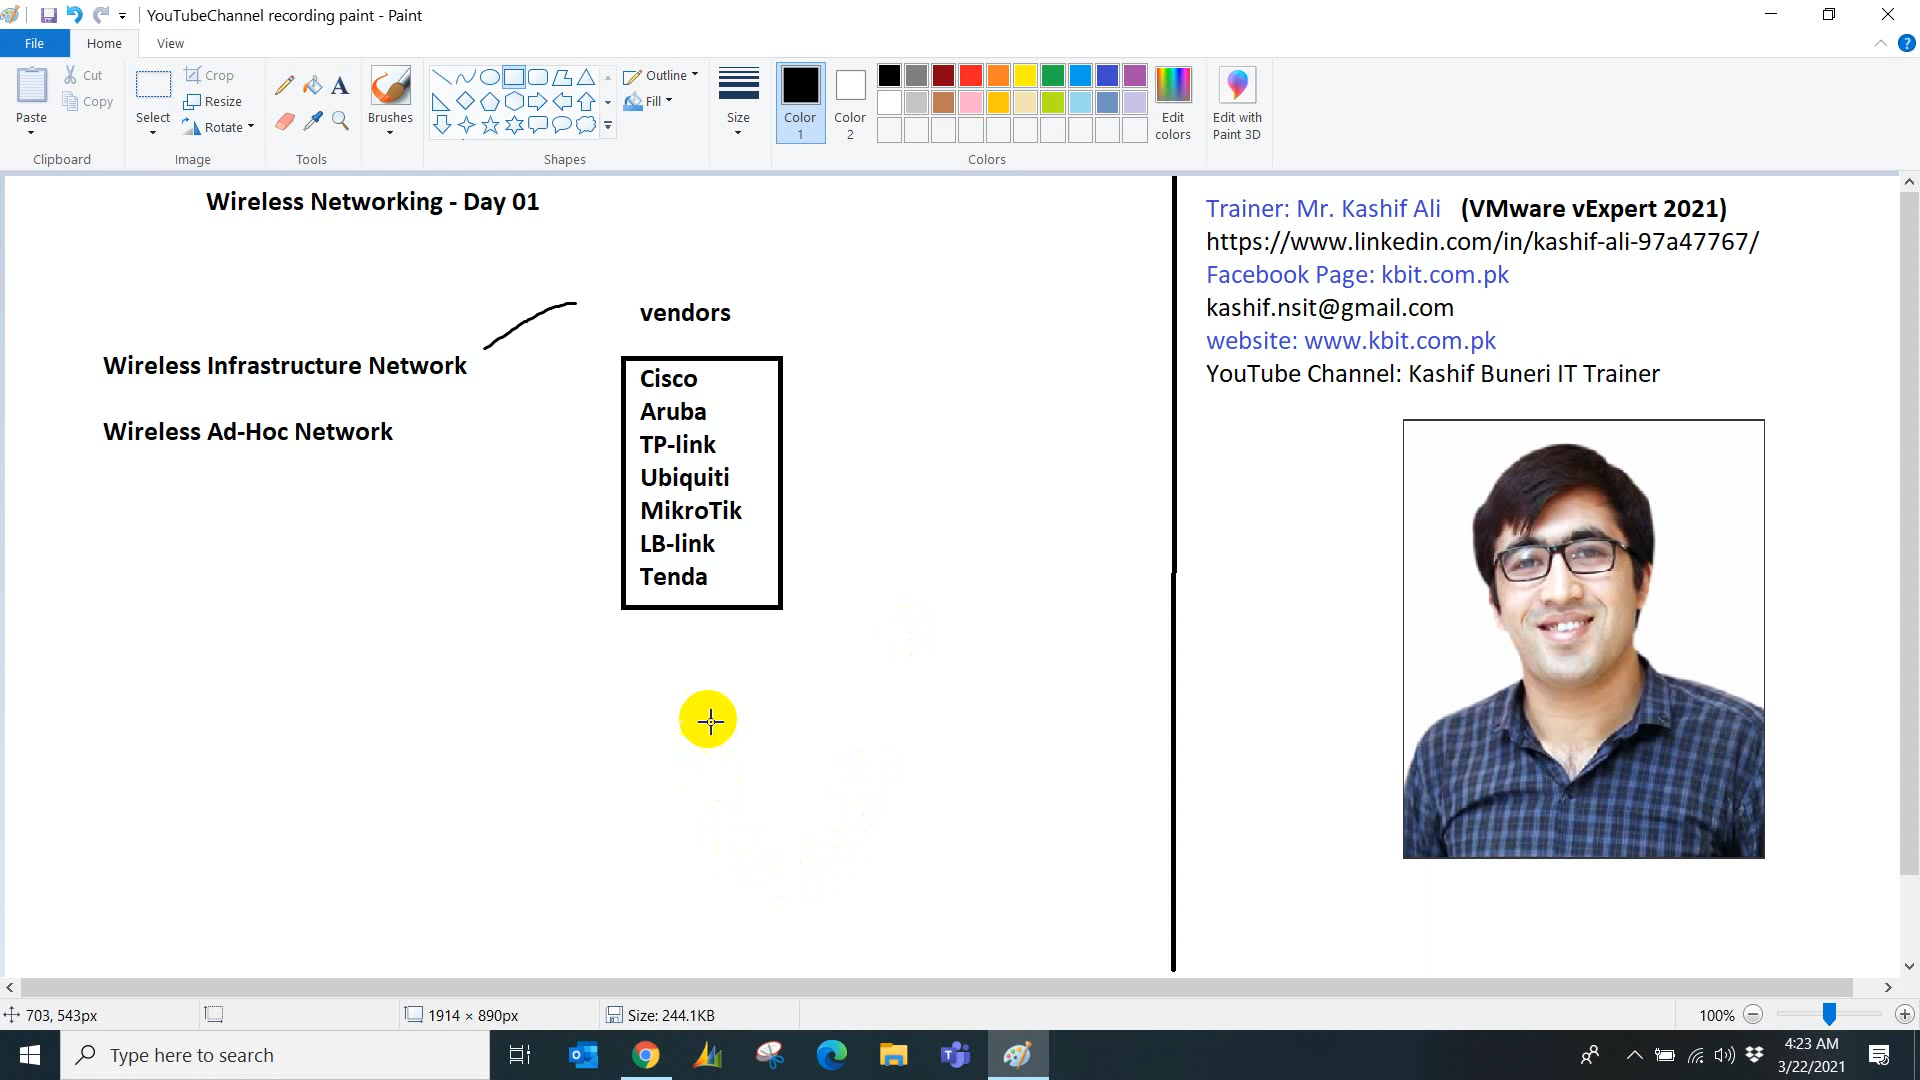 YouTubeChannel recording paint - Paint
File Home View
Paste
Cut
Copy
Clipboard
Select
Crop
Resize
Rotate
Image
Tools
Brushes
Shapes
Outline
Fill
Size
Color 1
Color 2
Colors
Edit colors
Edit with Paint 3D
Wireless Networking - Day 01
vendors
Wireless Infrastructure Network
Wireless Ad-Hoc Network
Cisco
Aruba
TP-link
Ubiquiti
MikroTik
LB-link
Tenda
Trainer: Mr. Kashif Ali (VMware vExpert 2021)
https://www.linkedin.com/in/kashif-ali-97a47767/
Facebook Page: kbit.com.pk
kashif.nsit@gmail.com
website: www.kbit.com.pk
YouTube Channel: Kashif Buneri IT Trainer
703, 543px
1914 × 890px
Size: 244.1KB
100%
Type here to search
4:23 AM
3/22/2021